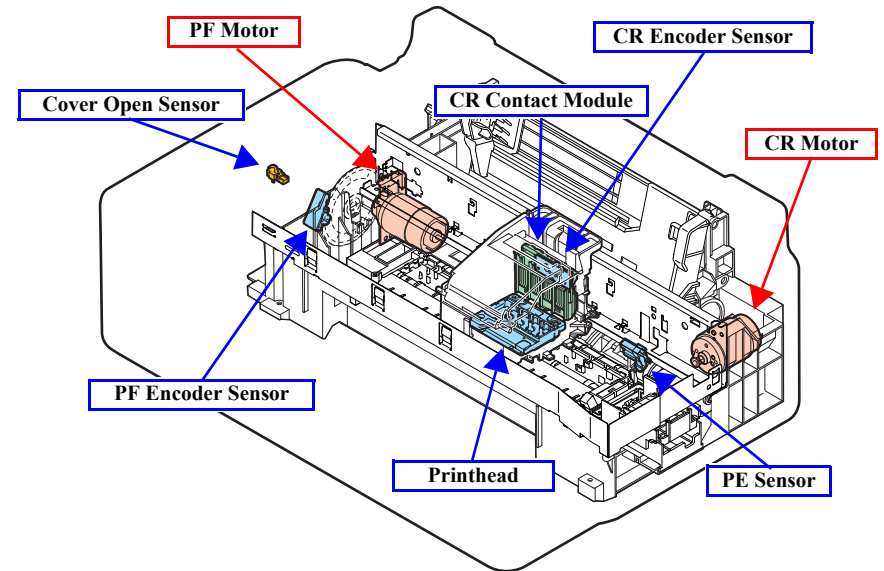 PF Motor
CR Encoder Sensor
Cover Open Sensor
CR Contact Module
CR Motor
PF Encoder Sensor
Printhead
PE Sensor